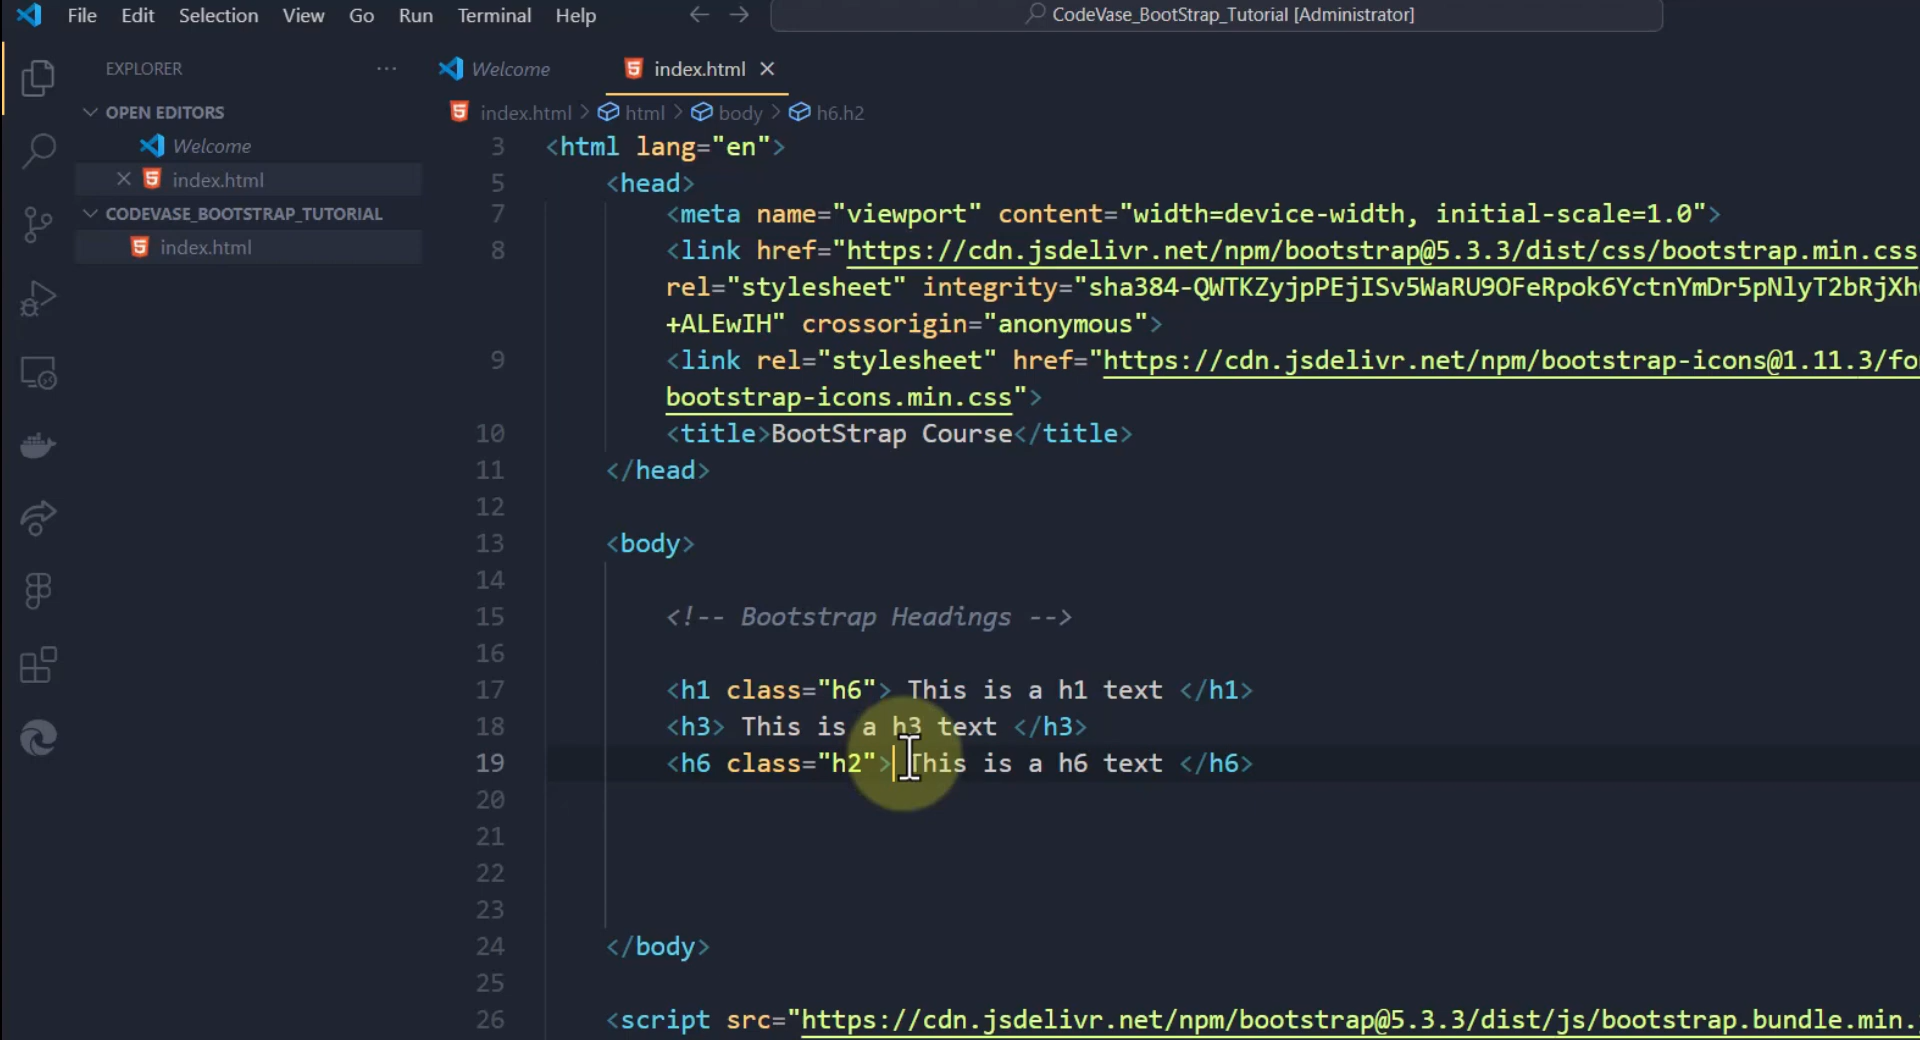 File Edit Selection View Go Run Terminal Help
CodeVase_BootStrap_Tutorial [Administrator]
EXPLORER
Welcome
index.html
OPEN EDITORS
Welcome
index.html
CODEVASE_BOOTSTRAP_TUTORIAL
index.html
index.html > html > body > h6.h2
3 <html lang="en">
5 <head>
7 <meta name="viewport" content="width=device-width, initial-scale=1.0">
8 <link href="https://cdn.jsdelivr.net/npm/bootstrap@5.3.3/dist/css/bootstrap.min.css
rel="stylesheet" integrity="sha384-QWTKZyjpPEjISv5WaRU9OFeRpok6YctnYmDr5pNlyT2bRjXh
+ALEwIH" crossorigin="anonymous">
9 <link rel="stylesheet" href="https://cdn.jsdelivr.net/npm/bootstrap-icons@1.11.3/fo
bootstrap-icons.min.css">
10 <title>BootStrap Course</title>
11 </head>
12
13 <body>
14
15 <!-- Bootstrap Headings -->
16
17 <h1 class="h6"> This is a h1 text </h1>
18 <h3> This is a h3 text </h3>
19 <h6 class="h2"> This is a h6 text </h6>
20
21
22
23
24 </body>
25
26 <script src="https://cdn.jsdelivr.net/npm/bootstrap@5.3.3/dist/js/bootstrap.bundle.min.